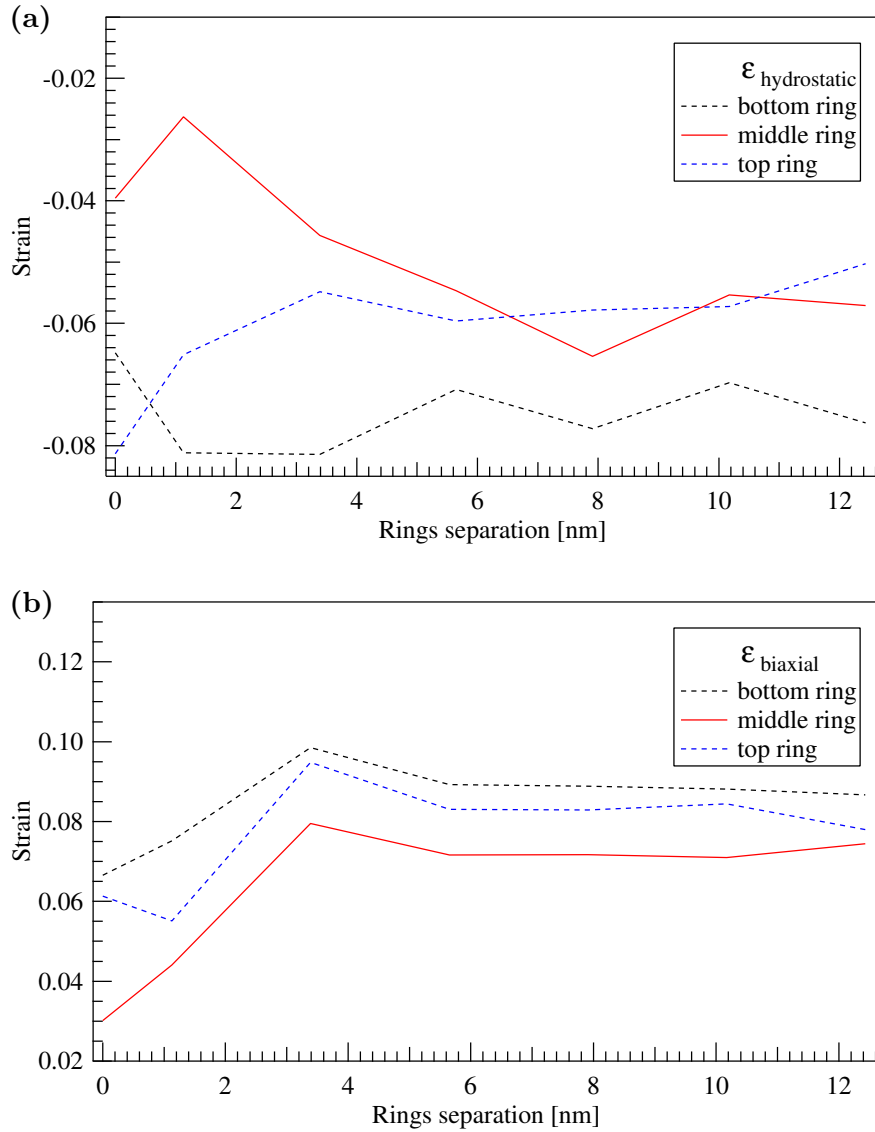 (a)
ε hydrostatic
bottom ring
middle ring
top ring
-0.02
-0.04
-0.06
-0.08
Strain
0 2 4 6 8 10 12
Rings separation [nm]
(b)
ε biaxial
bottom ring
middle ring
top ring
0.12
0.10
0.08
0.06
0.04
0.02
Strain
0 2 4 6 8 10 12
Rings separation [nm]